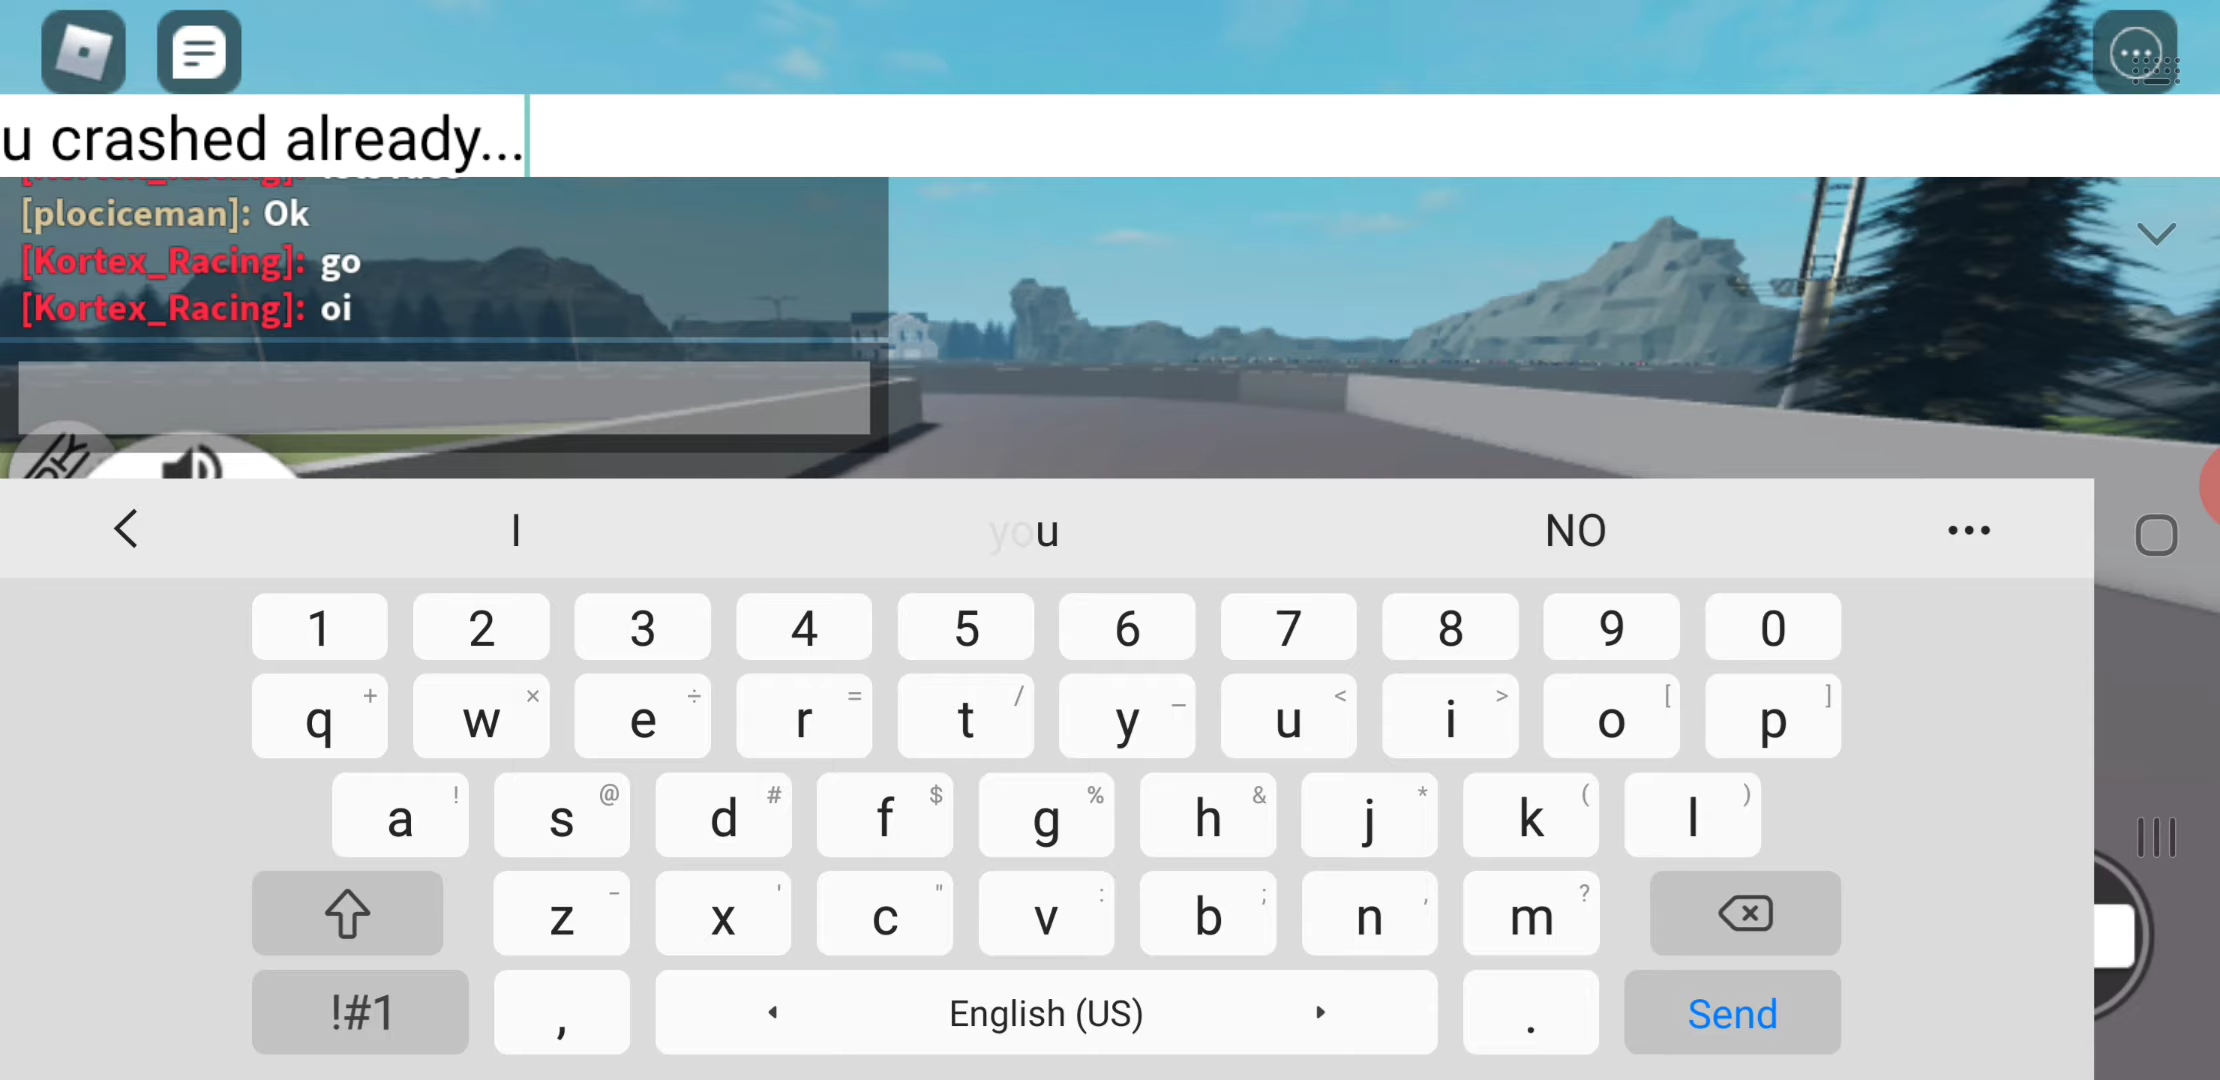 u crashed already...
[plociceman]: Ok
[Kortex_Racing]: go
[Kortex_Racing]: oi
I you NO
1 2 3 4 5 6 7 8 9 0
q + w × e ÷ r = t / y _ u < i > o [ p ]
a ! s @ d # f $ g % h & j * k ( l )
z - x ' c " v : b ; n , m ?
!#1 , English (US) . Send